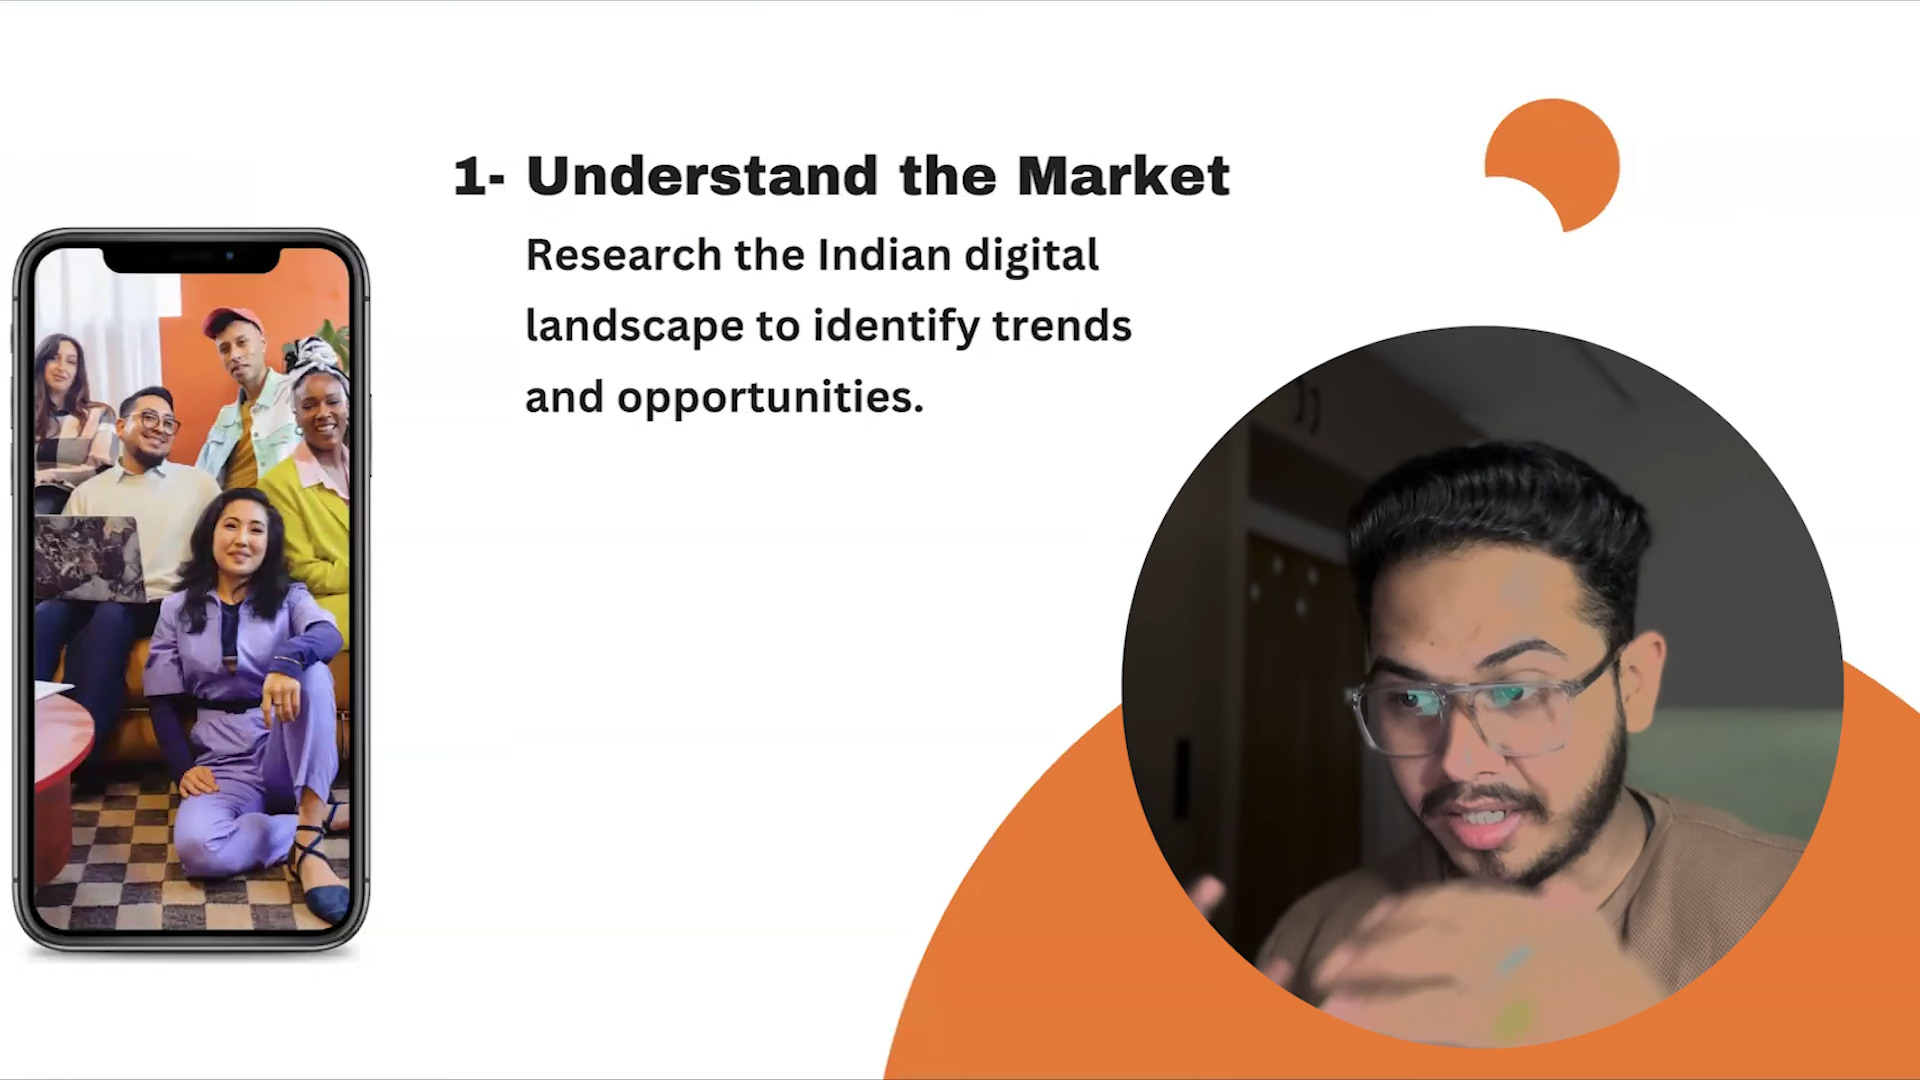 1- Understand the Market
Research the Indian digital
landscape to identify trends
and opportunities.